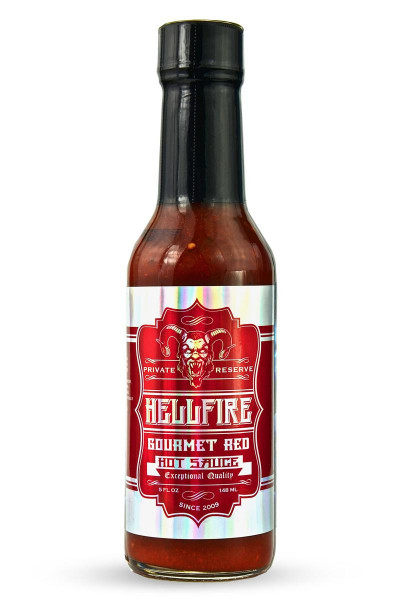 PRIVATE RESERVE
HELLFIRE
GOURMET RED
HOT SAUCE
Exceptional Quality
5 FL OZ 148 ML
SINCE 2009